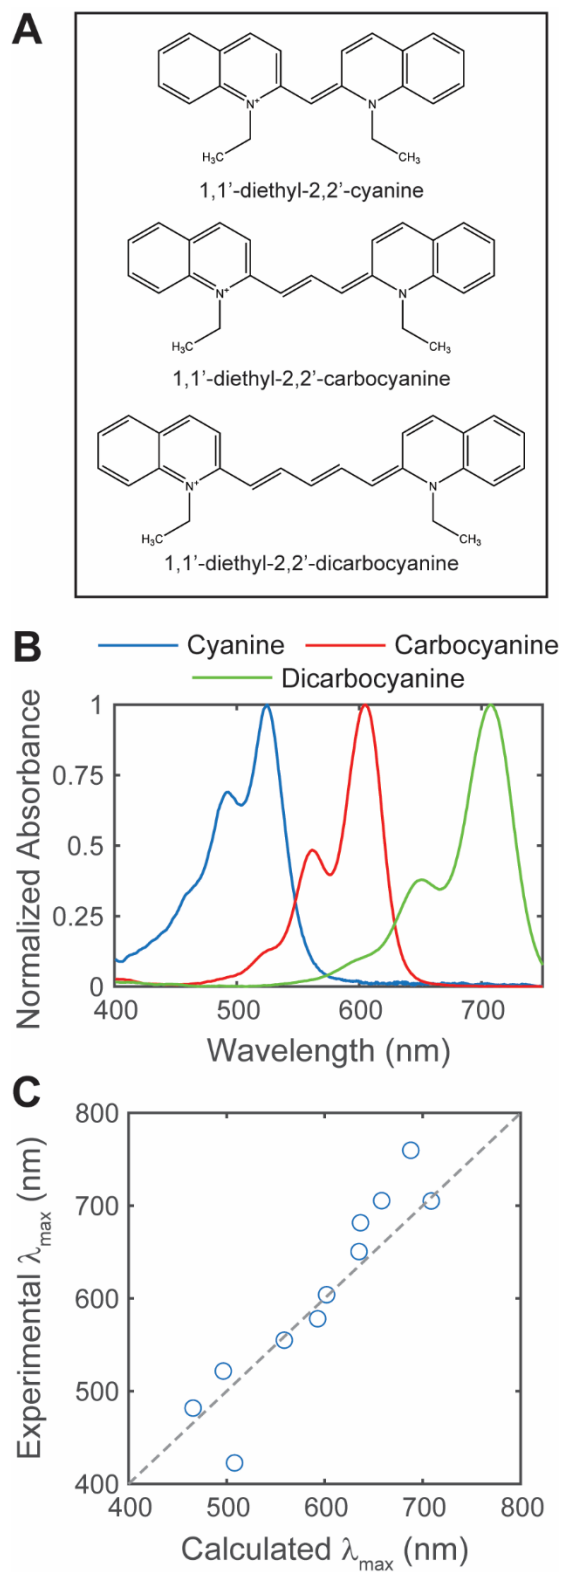 A
N⁺
N
H₃C
CH₃
1,1'-diethyl-2,2'-cyanine
N⁺
N
H₃C
CH₃
1,1'-diethyl-2,2'-carbocyanine
N⁺
N
H₃C
CH₃
1,1'-diethyl-2,2'-dicarbocyanine
B
Cyanine
Carbocyanine
Dicarbocyanine
Normalized Absorbance
1
0.75
0.5
0.25
0
400
500
600
700
Wavelength (nm)
C
Experimental λmax (nm)
800
700
600
500
400
400
500
600
700
800
Calculated λmax (nm)